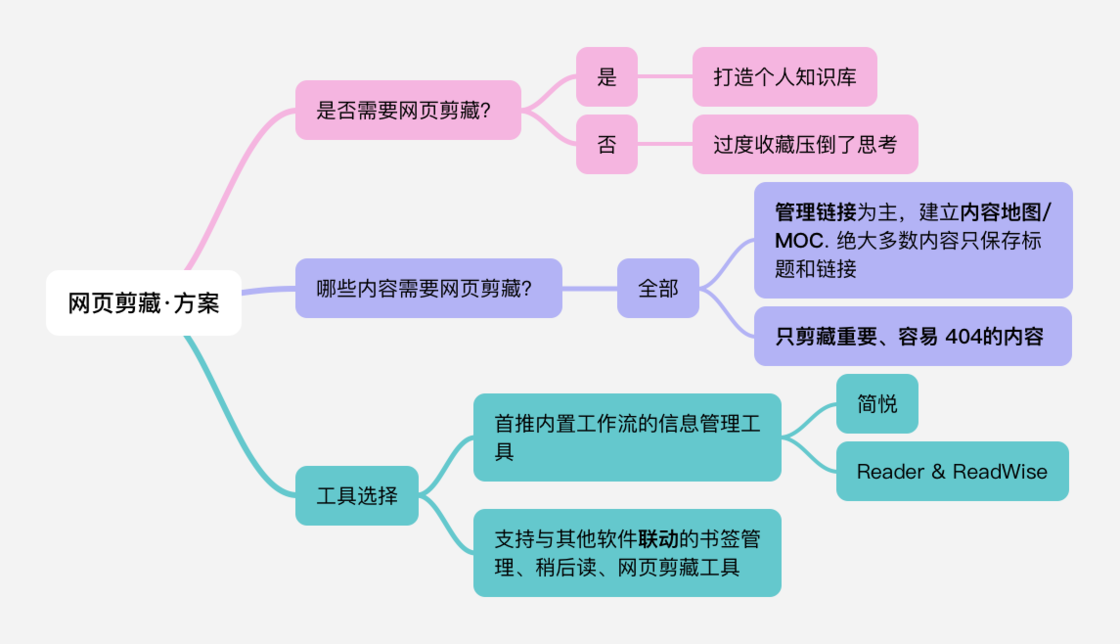 网页剪藏·方案
是否需要网页剪藏？
是
打造个人知识库
否
过度收藏压倒了思考
哪些内容需要网页剪藏？
全部
管理链接为主，建立内容地图/
MOC. 绝大多数内容只保存标
题和链接
只剪藏重要、容易 404的内容
工具选择
首推内置工作流的信息管理工
具
简悦
Reader & ReadWise
支持与其他软件联动的书签管
理、稍后读、网页剪藏工具